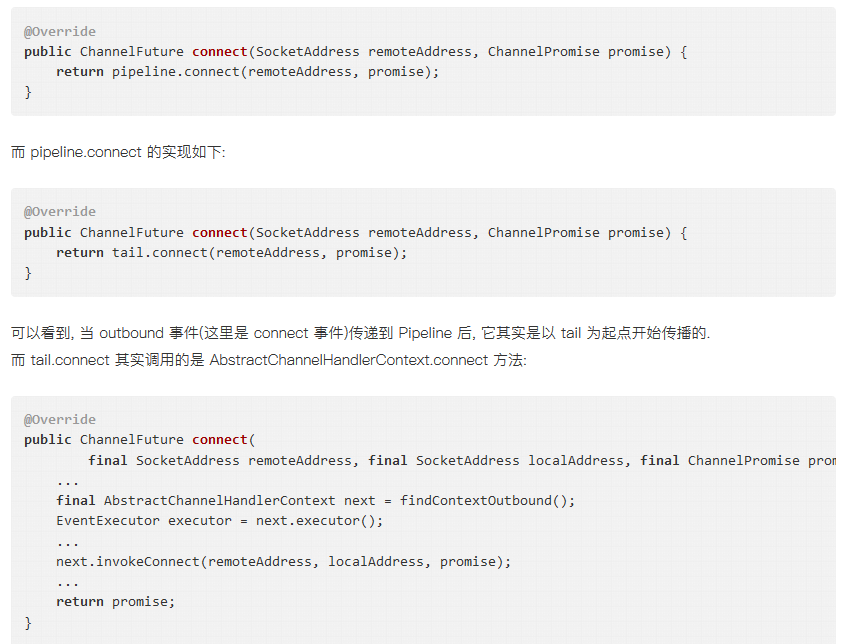 @Override
public ChannelFuture connect(SocketAddress remoteAddress, ChannelPromise promise) {
    return pipeline.connect(remoteAddress, promise);
}
而 pipeline.connect 的实现如下:
@Override
public ChannelFuture connect(SocketAddress remoteAddress, ChannelPromise promise) {
    return tail.connect(remoteAddress, promise);
}
可以看到, 当 outbound 事件(这里是 connect 事件)传递到 Pipeline 后, 它其实是以 tail 为起点开始传播的.
而 tail.connect 其实调用的是 AbstractChannelHandlerContext.connect 方法:
@Override
public ChannelFuture connect(
        final SocketAddress remoteAddress, final SocketAddress localAddress, final ChannelPromise pro
    ...
    final AbstractChannelHandlerContext next = findContextOutbound();
    EventExecutor executor = next.executor();
    ...
    next.invokeConnect(remoteAddress, localAddress, promise);
    ...
    return promise;
}